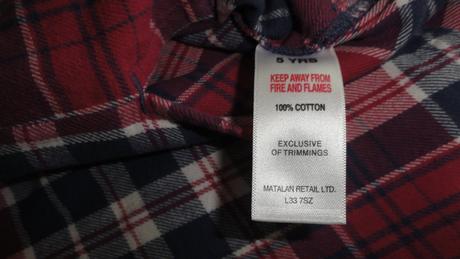 5 YRS
KEEP AWAY FROM
FIRE AND FLAMES
100% COTTON
EXCLUSIVE
OF TRIMMINGS
MATALAN RETAIL LTD.
L33 7SZ